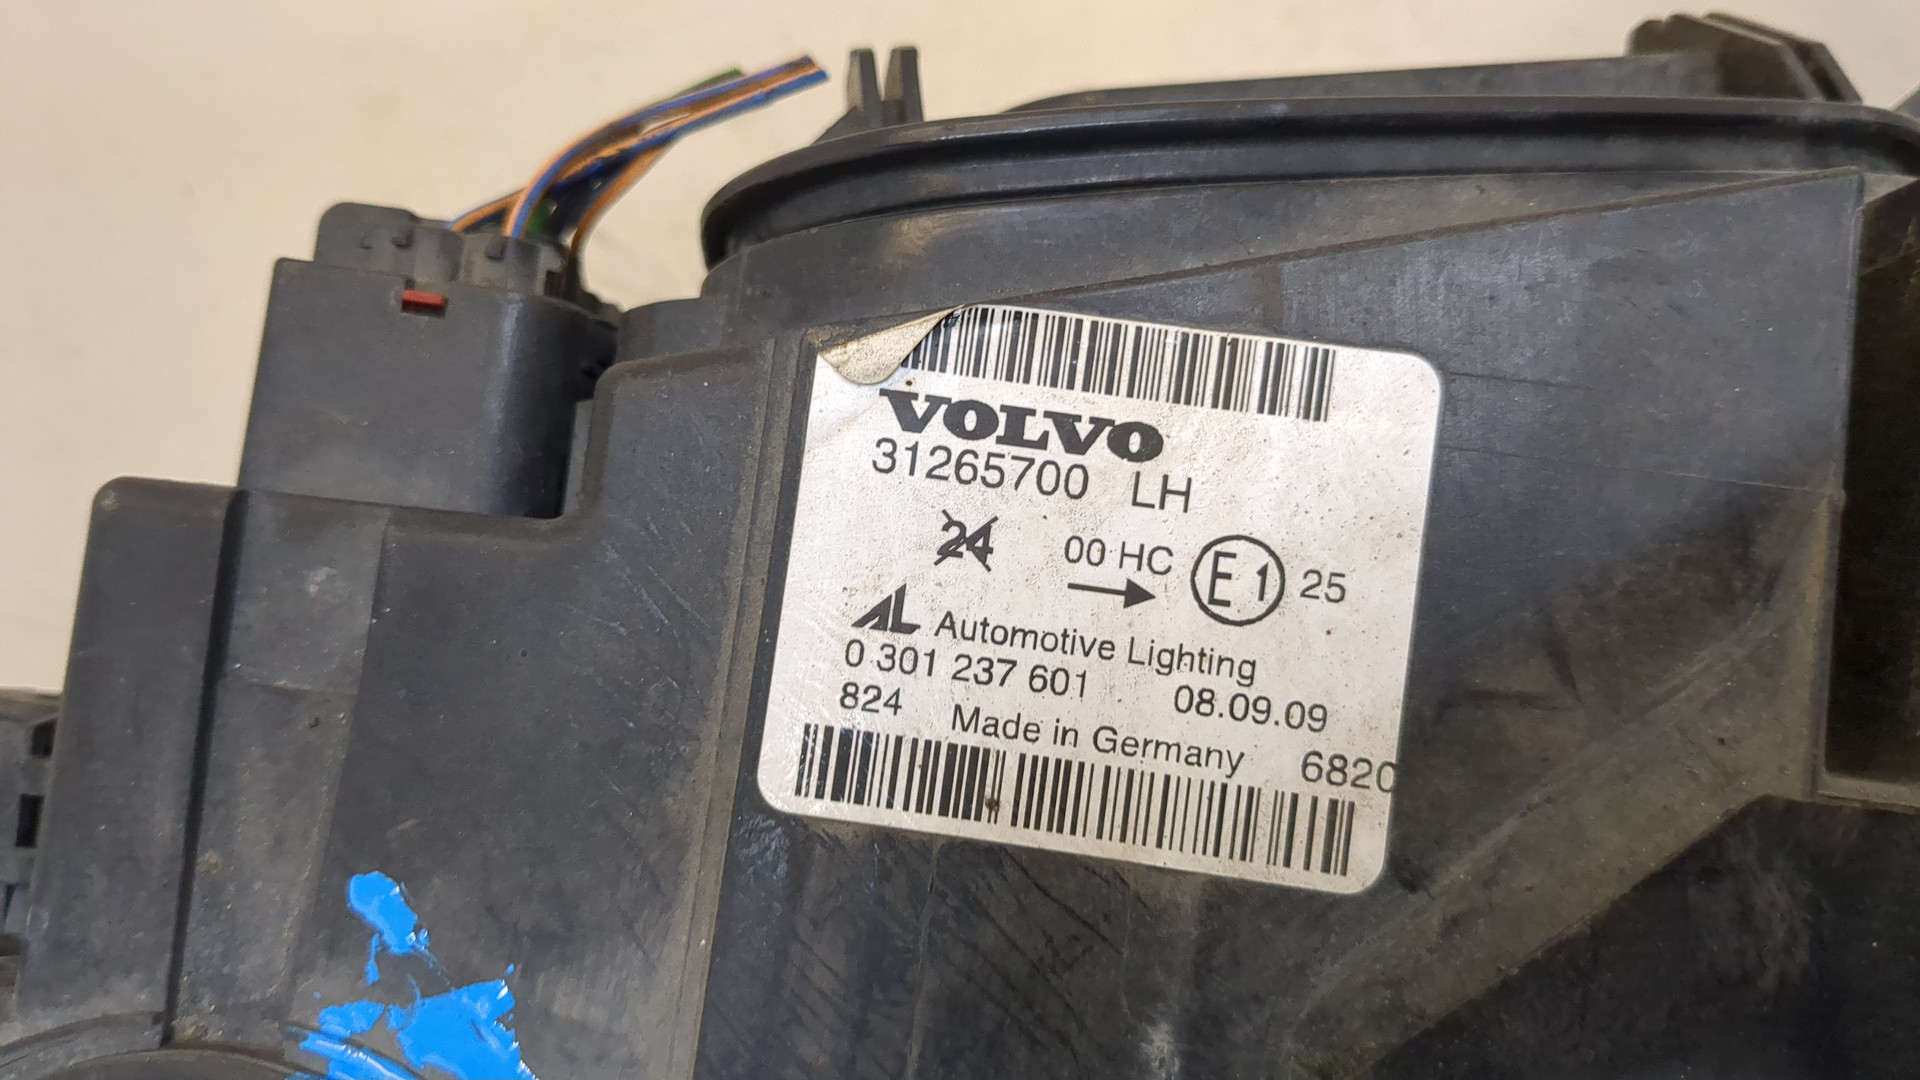 VOLVO
31265700 LH
24 00 HC E1 25
AL Automotive Lighting
0 301 237 601 08.09.09
824 Made in Germany 6820